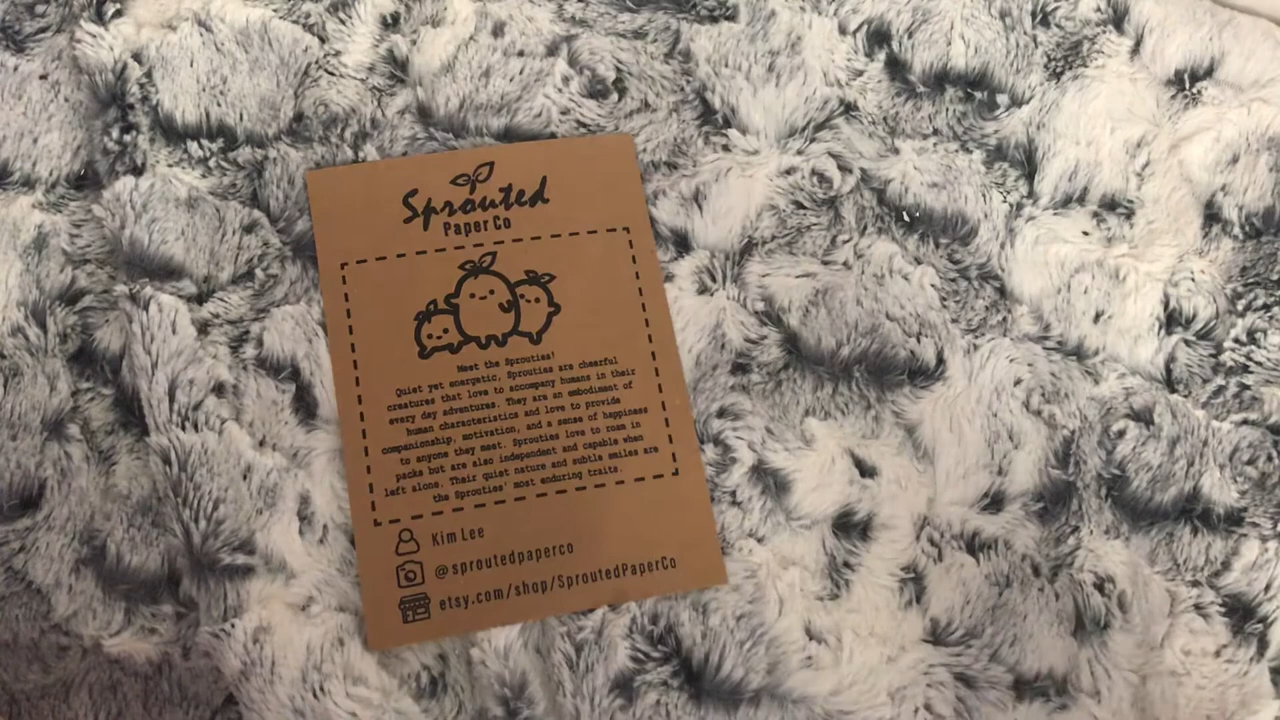 Sprouted
Paper Co
Meet the Sprouties!
Quiet yet energetic, Sprouties are chearful
creatures that love to accompany humans in their
every day adventures. They are an embodiment of
human characteristics and love to provide
companionship, motivation, and a sense of happiness
to anyone they meet. Sprouties love to roam in
packs but are also independent and capable when
left alone. Their quiet nature and subtle smiles are
the Sprouties' most enduring traits.
Kim Lee
@sproutedpaperco
etsy.com/shop/SproutedPaperCo